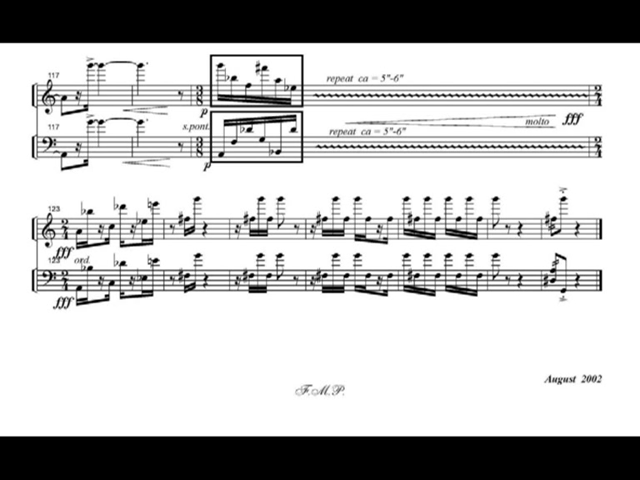 117
repeat ca = 5"-6"
p
molto
fff
117
s.pont.
repeat ca = 5"-6"
p
123
fff
123
ord.
fff
August 2002
F.M.P.